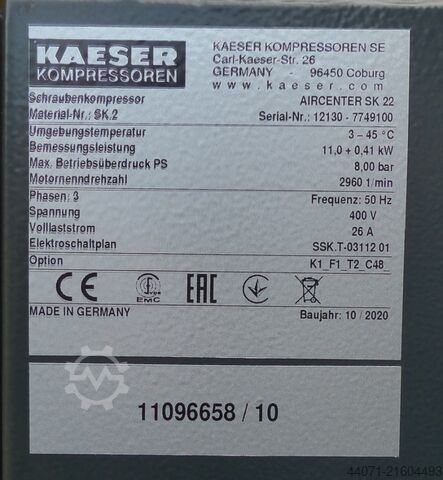 KAESER KOMPRESSOREN SE
KAESER Carl-Kaeser-Str. 26
KOMPRESSOREN GERMANY - 96450 Coburg
www.kaeser.com
Schraubenkompressor AIRCENTER SK 22
Material-Nr.: SK.2 Serial-Nr.: 12130 - 7749100
Umgebungstemperatur 3 – 45 °C
Bemessungsleistung 11,0 + 0,41 kW
Max. Betriebsüberdruck PS 8,00 bar
Motornenndrehzahl 2960 1/min
Phasen: 3 Frequenz: 50 Hz
Spannung 400 V
Volllaststrom 26 A
Elektroschaltplan SSK.T-03112 01
Option K1_F1_T2_C48_
CE EMC EAC
MADE IN GERMANY Baujahr: 10 / 2020
11096658 / 10
44071-21604493